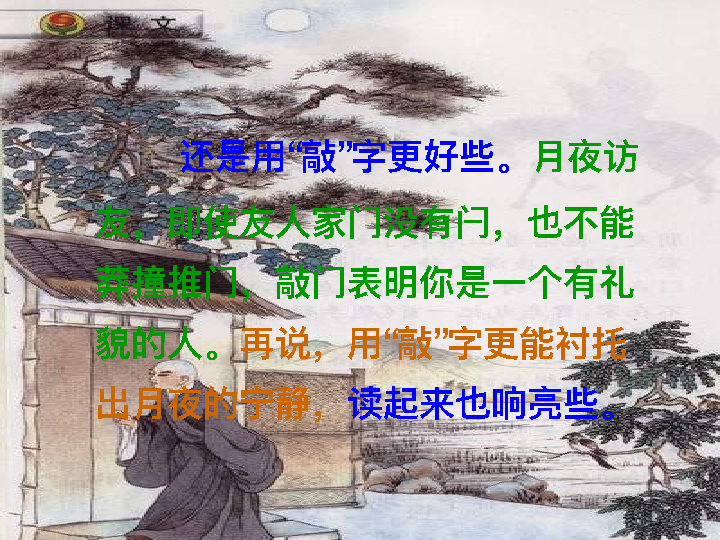 课 文
还是用“敲”字更好些。月夜访
友，即使友人家门没有闩，也不能
莽撞推门，敲门表明你是一个有礼
貌的人。再说，用“敲”字更能衬托
出月夜的宁静，读起来也响亮些。